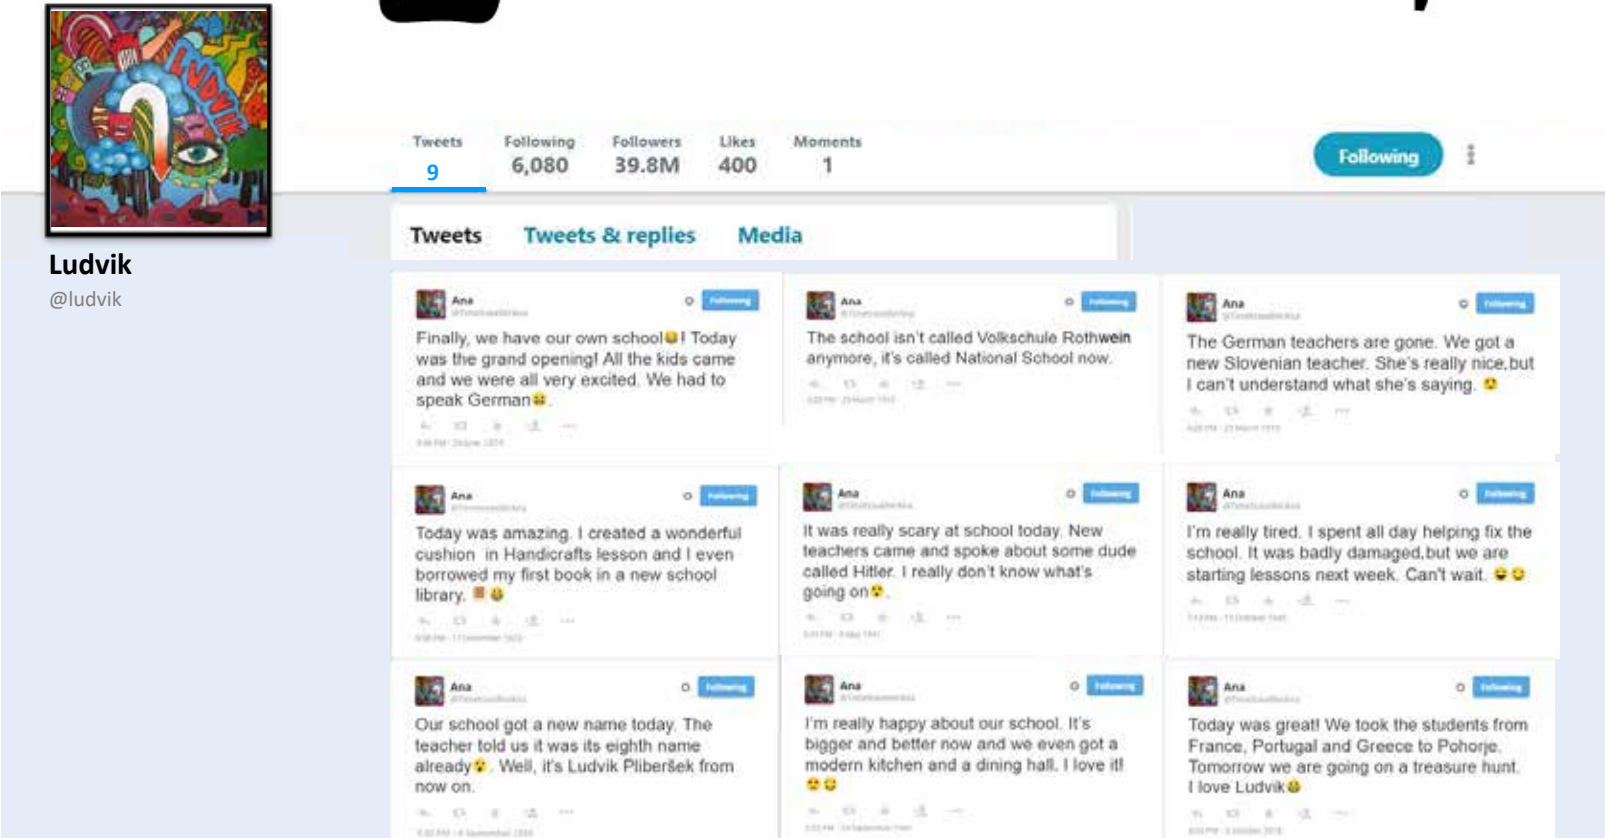 LUDVIK
Tweets
Following
Followers
Likes
Moments
9
6,080
39.8M
400
1
Following
Ludvik
@ludvik
Tweets
Tweets & replies
Media
Ana
Following
Finally, we have our own school! Today
was the grand opening! All the kids came
and we were all very excited. We had to
speak German.
Ana
Following
The school isn't called Volkschule Rothwein
anymore, it's called National School now.
Ana
Following
The German teachers are gone. We got a
new Slovenian teacher. She's really nice,but
I can't understand what she's saying.
Ana
Following
Today was amazing. I created a wonderful
cushion in Handicrafts lesson and I even
borrowed my first book in a new school
library.
Ana
Following
It was really scary at school today. New
teachers came and spoke about some dude
called Hitler. I really don't know what's
going on.
Ana
Following
I'm really tired. I spent all day helping fix the
school. It was badly damaged,but we are
starting lessons next week. Can't wait.
Ana
Following
Our school got a new name today. The
teacher told us it was its eighth name
already. Well, it's Ludvik Pliberšek from
now on.
Ana
Following
I'm really happy about our school. It's
bigger and better now and we even got a
modern kitchen and a dining hall. I love it!
Ana
Following
Today was great! We took the students from
France, Portugal and Greece to Pohorje.
Tomorrow we are going on a treasure hunt.
I love Ludvik